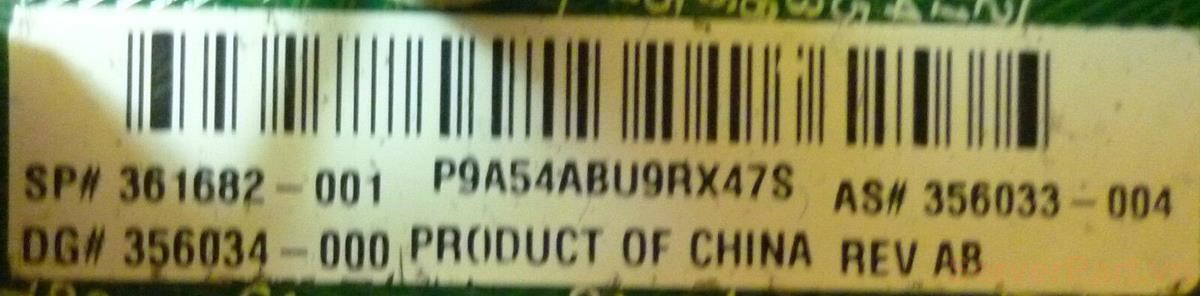 SP# 361682-001 P9A54ABU9RX47S AS# 356033-004
DG# 356034-000 PRODUCT OF CHINA REV AB